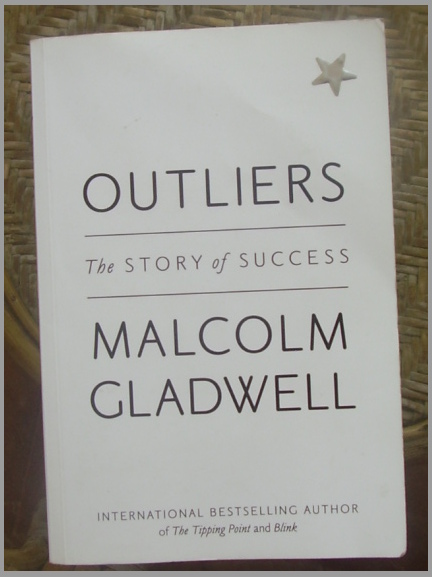 OUTLIERS
The STORY of SUCCESS
MALCOLM
GLADWELL
INTERNATIONAL BESTSELLING AUTHOR
of The Tipping Point and Blink